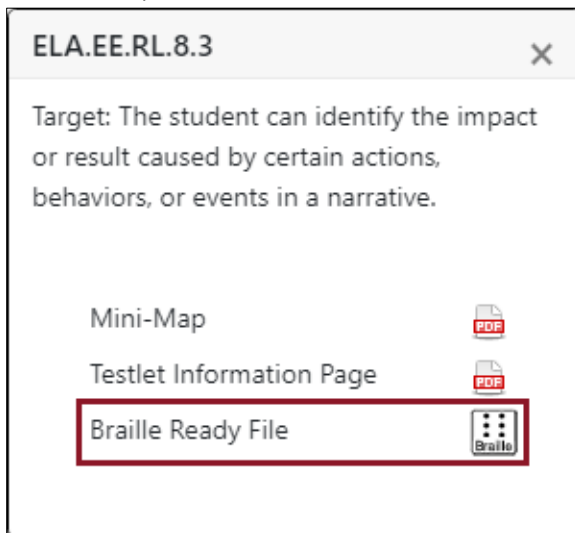 ELA.EE.RL.8.3 ×
Target: The student can identify the impact
or result caused by certain actions,
behaviors, or events in a narrative.
Mini-Map PDF
Testlet Information Page PDF
Braille Ready File Braille